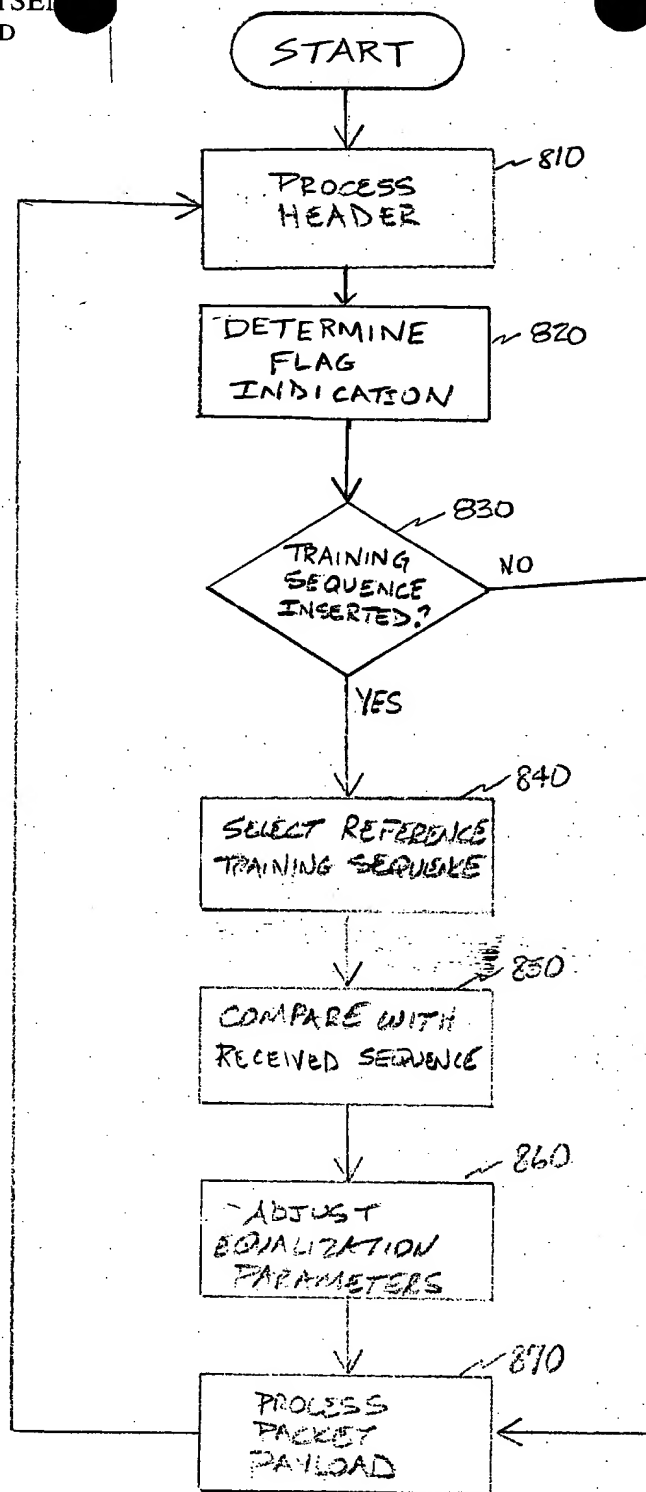 START
810
PROCESS
HEADER
820
DETERMINE
FLAG
INDICATION
830
TRAINING
SEQUENCE
INSERTED?
NO
YES
840
SELECT REFERENCE
TRAINING SEQUENCE
850
COMPARE WITH
RECEIVED SEQUENCE
860
ADJUST
EQUALIZATION
PARAMETERS
870
PROCESS
PACKET
PAYLOAD